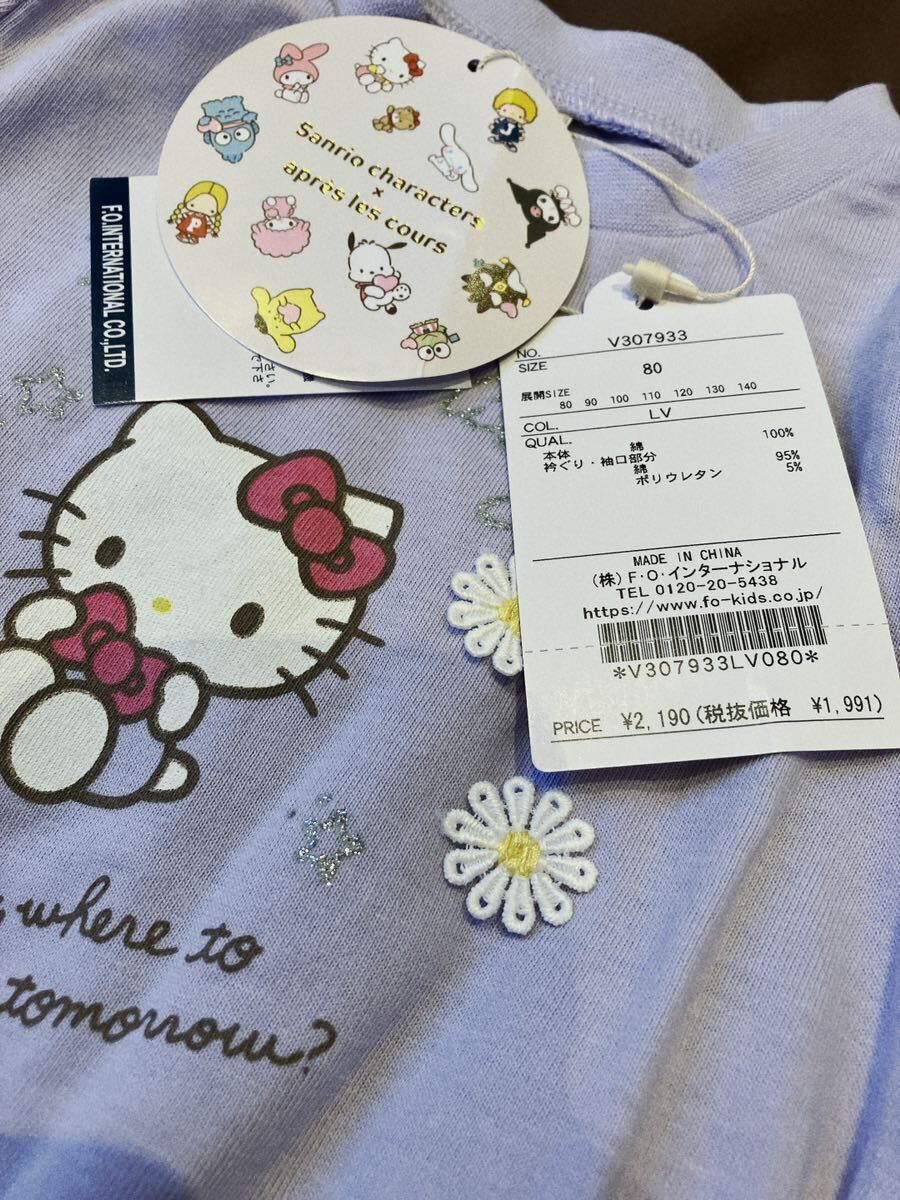 Sanrio characters
×
après les cours
J
P
F.O.INTERNATIONAL CO.,LTD.
さい。
NO. V307933
SIZE 80
展開SIZE
80 90 100 110 120 130 140
COL. LV
QUAL.
本体 綿 100%
衿ぐり・袖口部分
綿 95%
ポリウレタン 5%
MADE IN CHINA
(株)F・O・インターナショナル
TEL 0120-20-5438
https://www.fo-kids.co.jp/
*V307933LV080*
PRICE ¥2,190(税抜価格 ¥1,991)
where to
tomorrow?